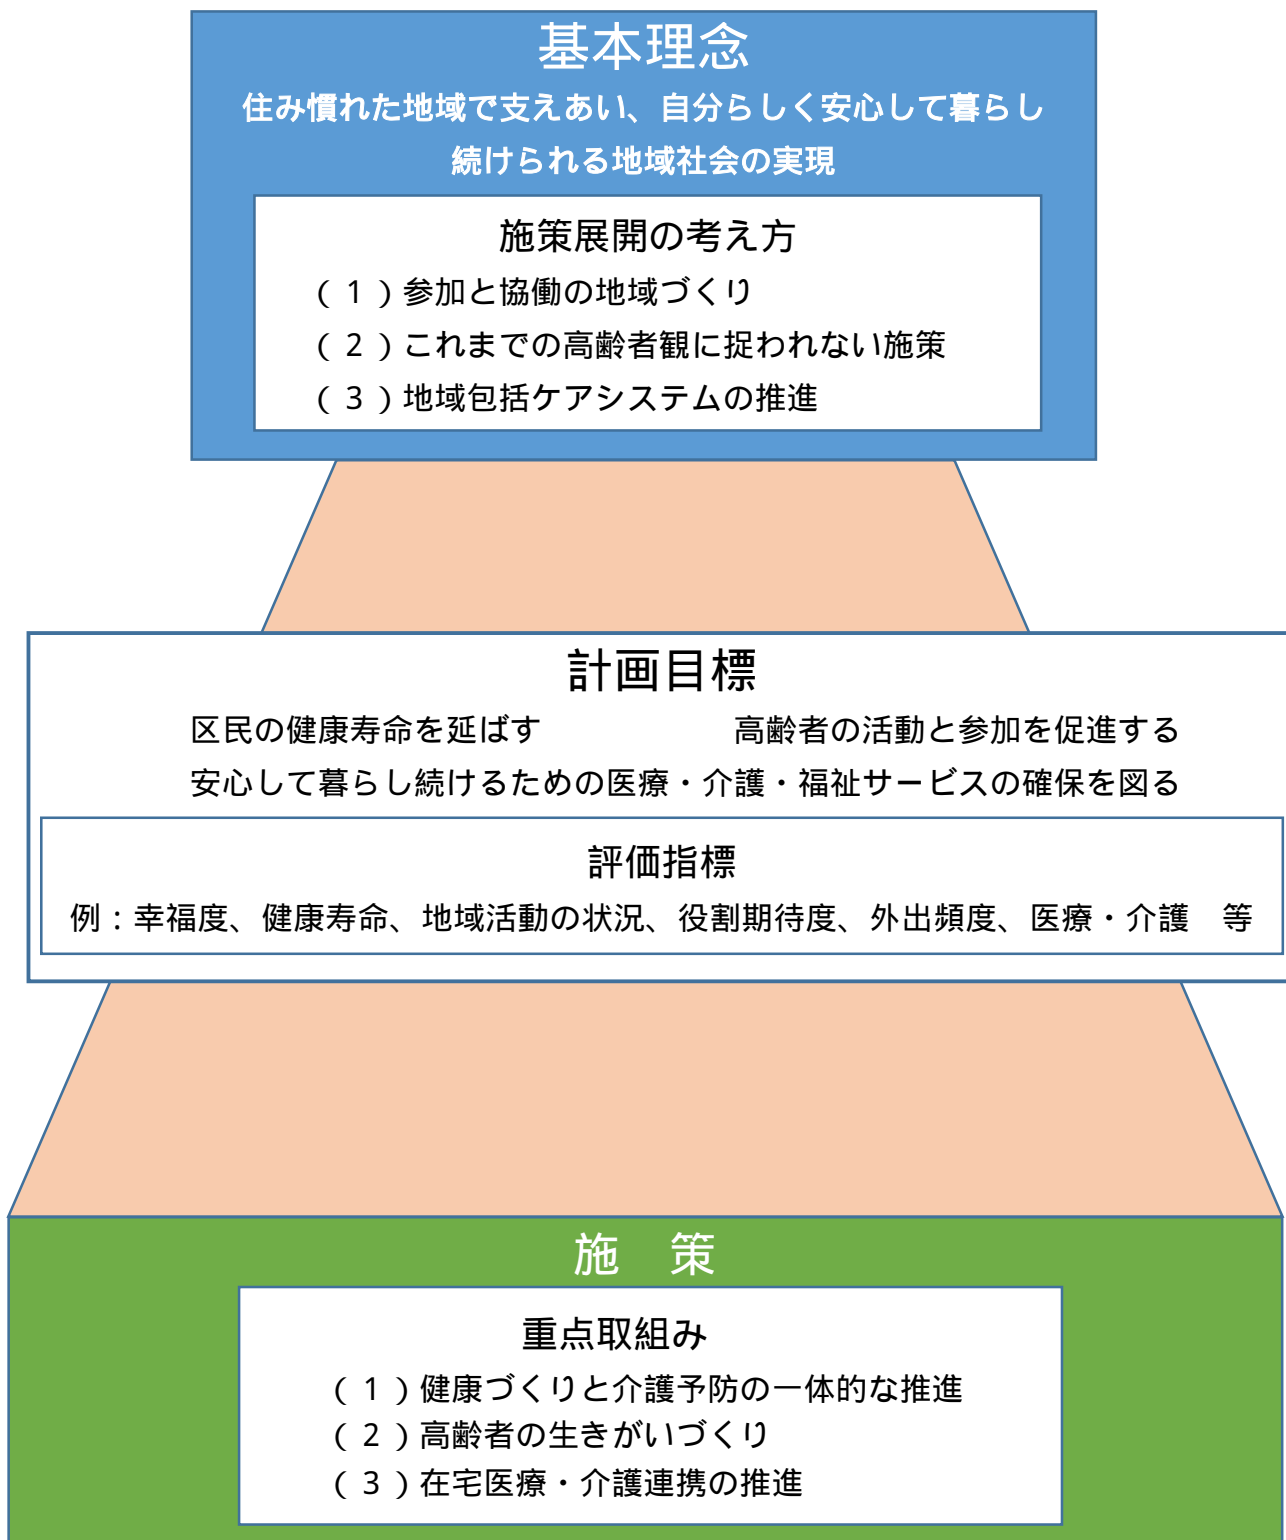 基本理念
住み慣れた地域で支えあい、自分らしく安心して暮らし
続けられる地域社会の実現
施策展開の考え方
（1）参加と協働の地域づくり
（2）これまでの高齢者観に捉われない施策
（3）地域包括ケアシステムの推進
計画目標
区民の健康寿命を延ばす　高齢者の活動と参加を促進する
安心して暮らし続けるための医療・介護・福祉サービスの確保を図る
評価指標
例：幸福度、健康寿命、地域活動の状況、役割期待度、外出頻度、医療・介護　等
施　策
重点取組み
（1）健康づくりと介護予防の一体的な推進
（2）高齢者の生きがいづくり
（3）在宅医療・介護連携の推進